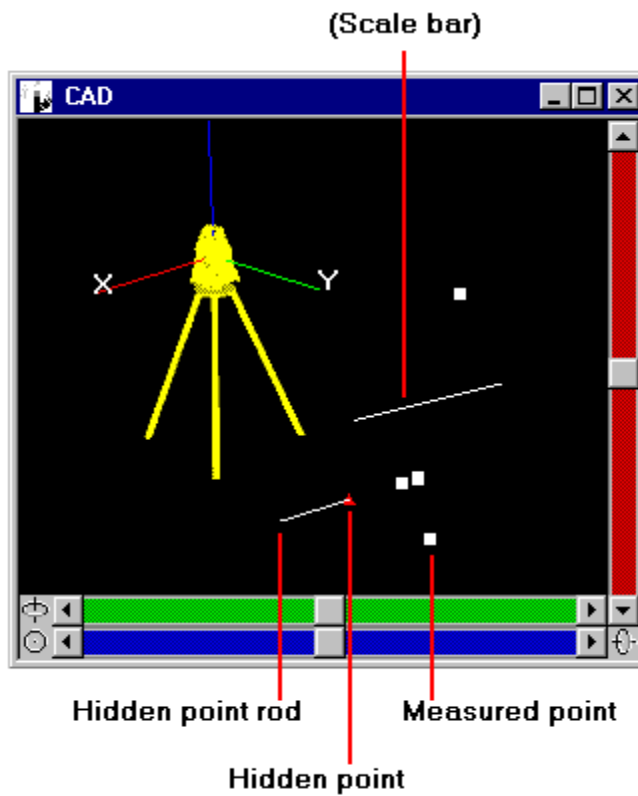 (Scale bar)
CAD
X
Y
Hidden point rod
Measured point
Hidden point